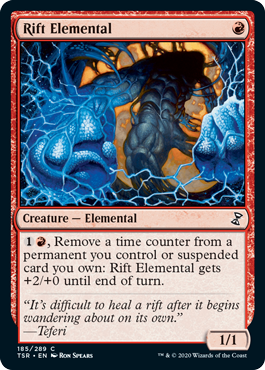 Rift Elemental
Creature — Elemental
1 R, Remove a time counter from a
permanent you control or suspended
card you own: Rift Elemental gets
+2/+0 until end of turn.
“It’s difficult to heal a rift after it begins
wandering about on its own.”
—Teferi
1/1
185/289 C
TSR • EN Ron Spears
™ & © 2020 Wizards of the Coast